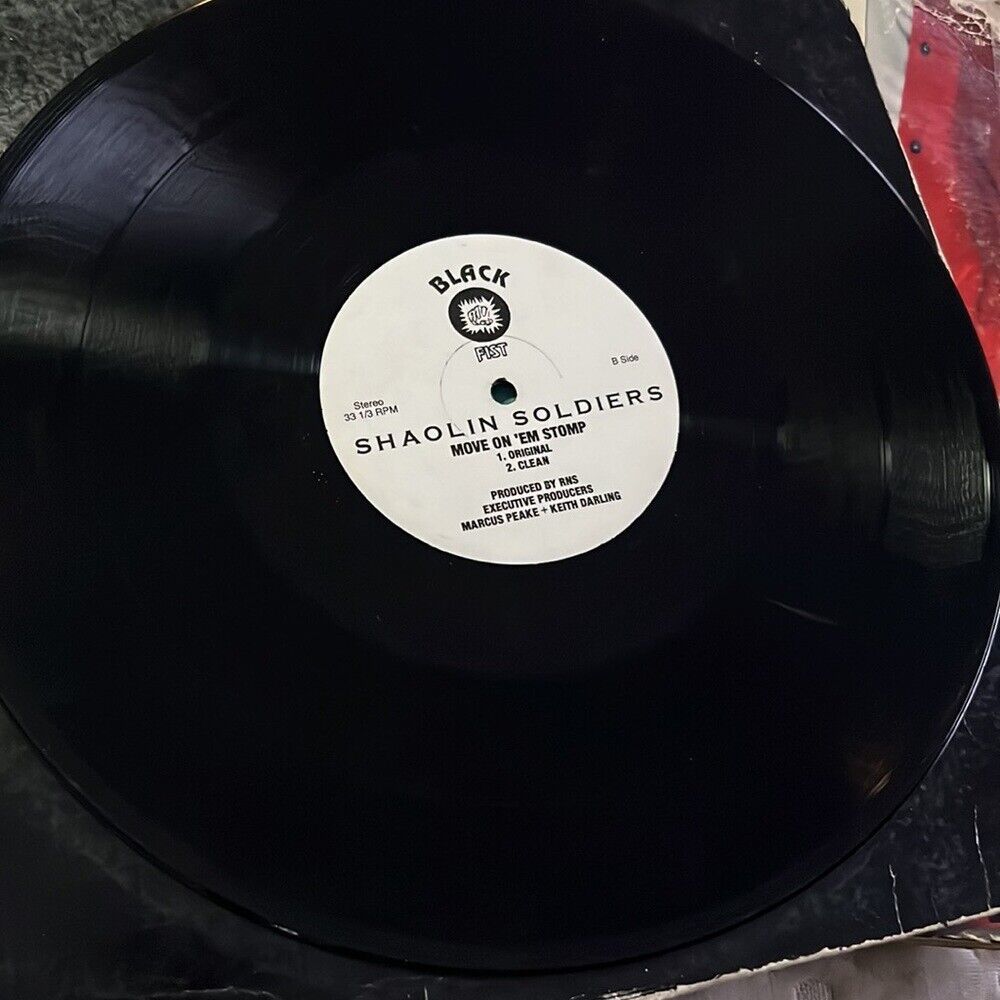 BLACK
FIST
B Side
Stereo
33 1/3 RPM
SHAOLIN SOLDIERS
MOVE ON 'EM STOMP
1. ORIGINAL
2. CLEAN
PRODUCED BY RNS
EXECUTIVE PRODUCERS
MARCUS PEAKE + KEITH DARLING